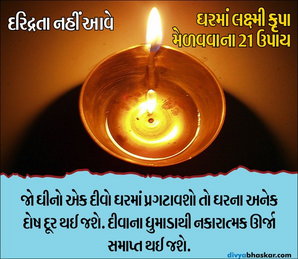 દરિદ્રતા નહીં આવે
ઘરમાં લક્ષ્મી કૃપા
મેળવવાના 21 ઉપાય
જો ઘીનો એક દીવો ઘરમાં પ્રગટાવશો તો ઘરના અનેક
દોષ દૂર થઈ જશે. દીવાના ધુમાડાથી નકારાત્મક ઊર્જા
સમાપ્ત થઈ જશે.
divyabhaskar.com